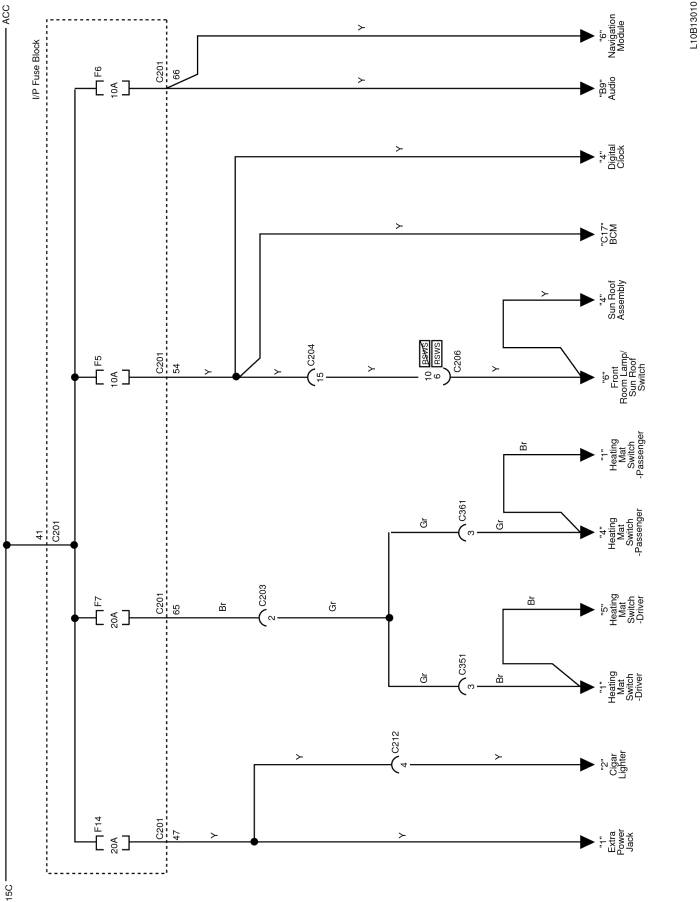 15C
ACC
I/P Fuse Block
41
C201
F14
20A
F7
20A
F5
10A
F6
10A
C201
47
C201
65
C201
54
C201
66
Y
Br
Y
C203
2
Gr
C204
15
Y
Y
C212
4
Y
Y
Y
Gr
C351
3
Br
Br
Gr
C361
3
Gr
Br
RSWS
RSWS
10
6
C206
Y
Y
Y
Y
Y
Y
"1"
Extra
Power
Jack
"2"
Cigar
Lighter
"1"
Heating
Mat
Switch
-Driver
"5"
Heating
Mat
Switch
-Driver
"4"
Heating
Mat
Switch
-Passenger
"1"
Heating
Mat
Switch
-Passenger
"6"
Front
Room Lamp/
Sun Roof
Switch
"4"
Sun Roof
Assembly
"C17"
BCM
"4"
Digital
Clock
"B9"
Audio
"6"
Navigation
Module
L10B13010